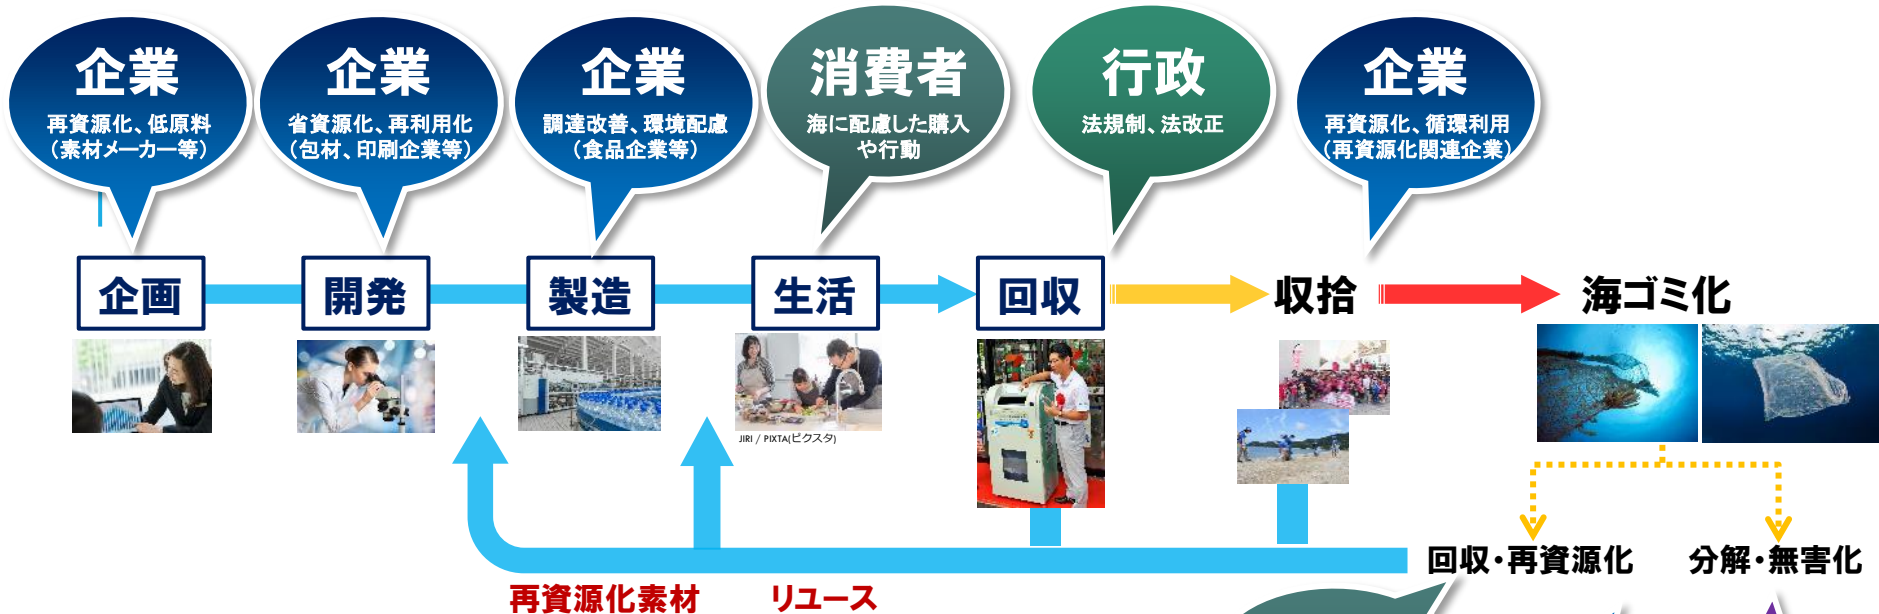 企業
再資源化、低原料
（素材メーカー等）
企業
省資源化、再利用化
（包材、印刷企業等）
企業
調達改善、環境配慮
（食品企業等）
消費者
海に配慮した購入
や行動
行政
法規制、法改正
企業
再資源化、循環利用
（再資源化関連企業）
企画
開発
製造
生活
回収
収拾
海ゴミ化
JIRI / PIXTA(ピクスタ)
回収・再資源化
分解・無害化
再資源化素材
リユース